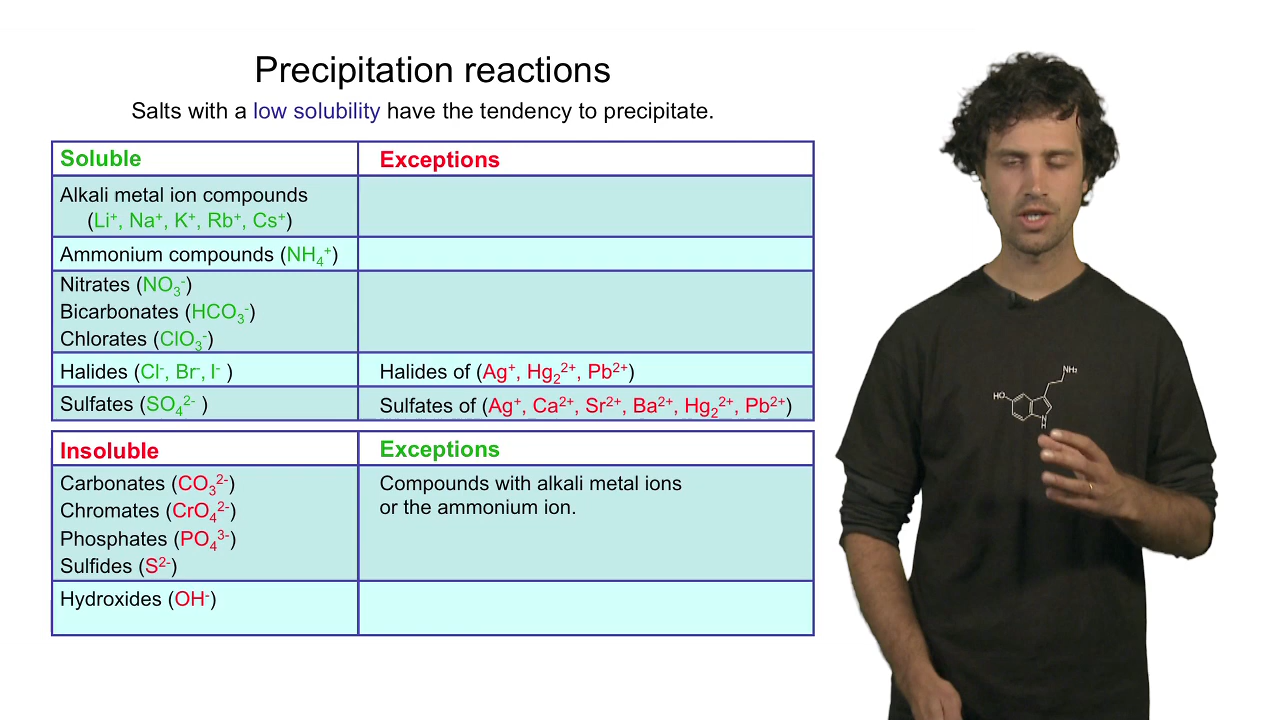 Precipitation reactions
Salts with a low solubility have the tendency to precipitate.
Soluble
Exceptions
Alkali metal ion compounds
(Li⁺, Na⁺, K⁺, Rb⁺, Cs⁺)
Ammonium compounds (NH₄⁺)
Nitrates (NO₃⁻)
Bicarbonates (HCO₃⁻)
Chlorates (ClO₃⁻)
Halides (Cl⁻, Br⁻, I⁻ )
Halides of (Ag⁺, Hg₂²⁺, Pb²⁺)
Sulfates (SO₄²⁻ )
Sulfates of (Ag⁺, Ca²⁺, Sr²⁺, Ba²⁺, Hg₂²⁺, Pb²⁺)
Insoluble
Exceptions
Carbonates (CO₃²⁻)
Chromates (CrO₄²⁻)
Phosphates (PO₄³⁻)
Sulfides (S²⁻)
Compounds with alkali metal ions
or the ammonium ion.
Hydroxides (OH⁻)
NH₂
HO
N
H